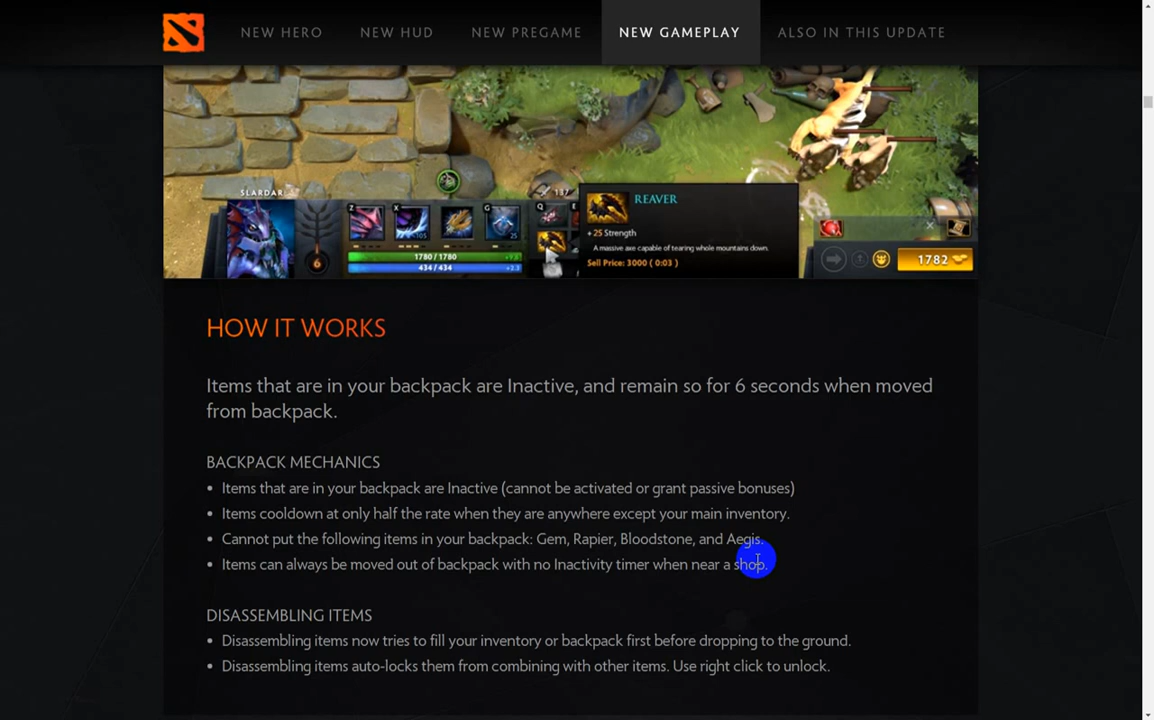 NEW HERO NEW HUD NEW PREGAME NEW GAMEPLAY ALSO IN THIS UPDATE
SLARDAR
137
REAVER
+ 25 Strength
A massive axe capable of tearing whole mountains down.
Sell Price: 3000 ( 0:03 )
Z X G Q E
105 25
6
1780 / 1780
434 / 434 +2.3
1782
HOW IT WORKS
Items that are in your backpack are Inactive, and remain so for 6 seconds when moved
from backpack.
BACKPACK MECHANICS
• Items that are in your backpack are Inactive (cannot be activated or grant passive bonuses)
• Items cooldown at only half the rate when they are anywhere except your main inventory.
• Cannot put the following items in your backpack: Gem, Rapier, Bloodstone, and Aegis.
• Items can always be moved out of backpack with no Inactivity timer when near a shop.
DISASSEMBLING ITEMS
• Disassembling items now tries to fill your inventory or backpack first before dropping to the ground.
• Disassembling items auto-locks them from combining with other items. Use right click to unlock.